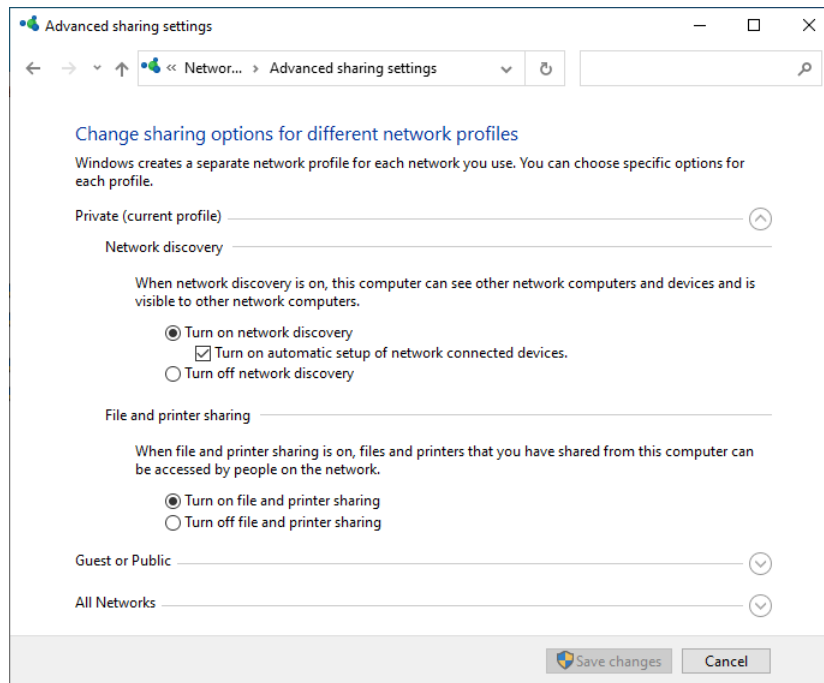 Advanced sharing settings
« Networ... > Advanced sharing settings
Change sharing options for different network profiles
Windows creates a separate network profile for each network you use. You can choose specific options for
each profile.
Private (current profile)
Network discovery
When network discovery is on, this computer can see other network computers and devices and is
visible to other network computers.
Turn on network discovery
Turn on automatic setup of network connected devices.
Turn off network discovery
File and printer sharing
When file and printer sharing is on, files and printers that you have shared from this computer can
be accessed by people on the network.
Turn on file and printer sharing
Turn off file and printer sharing
Guest or Public
All Networks
Save changes Cancel